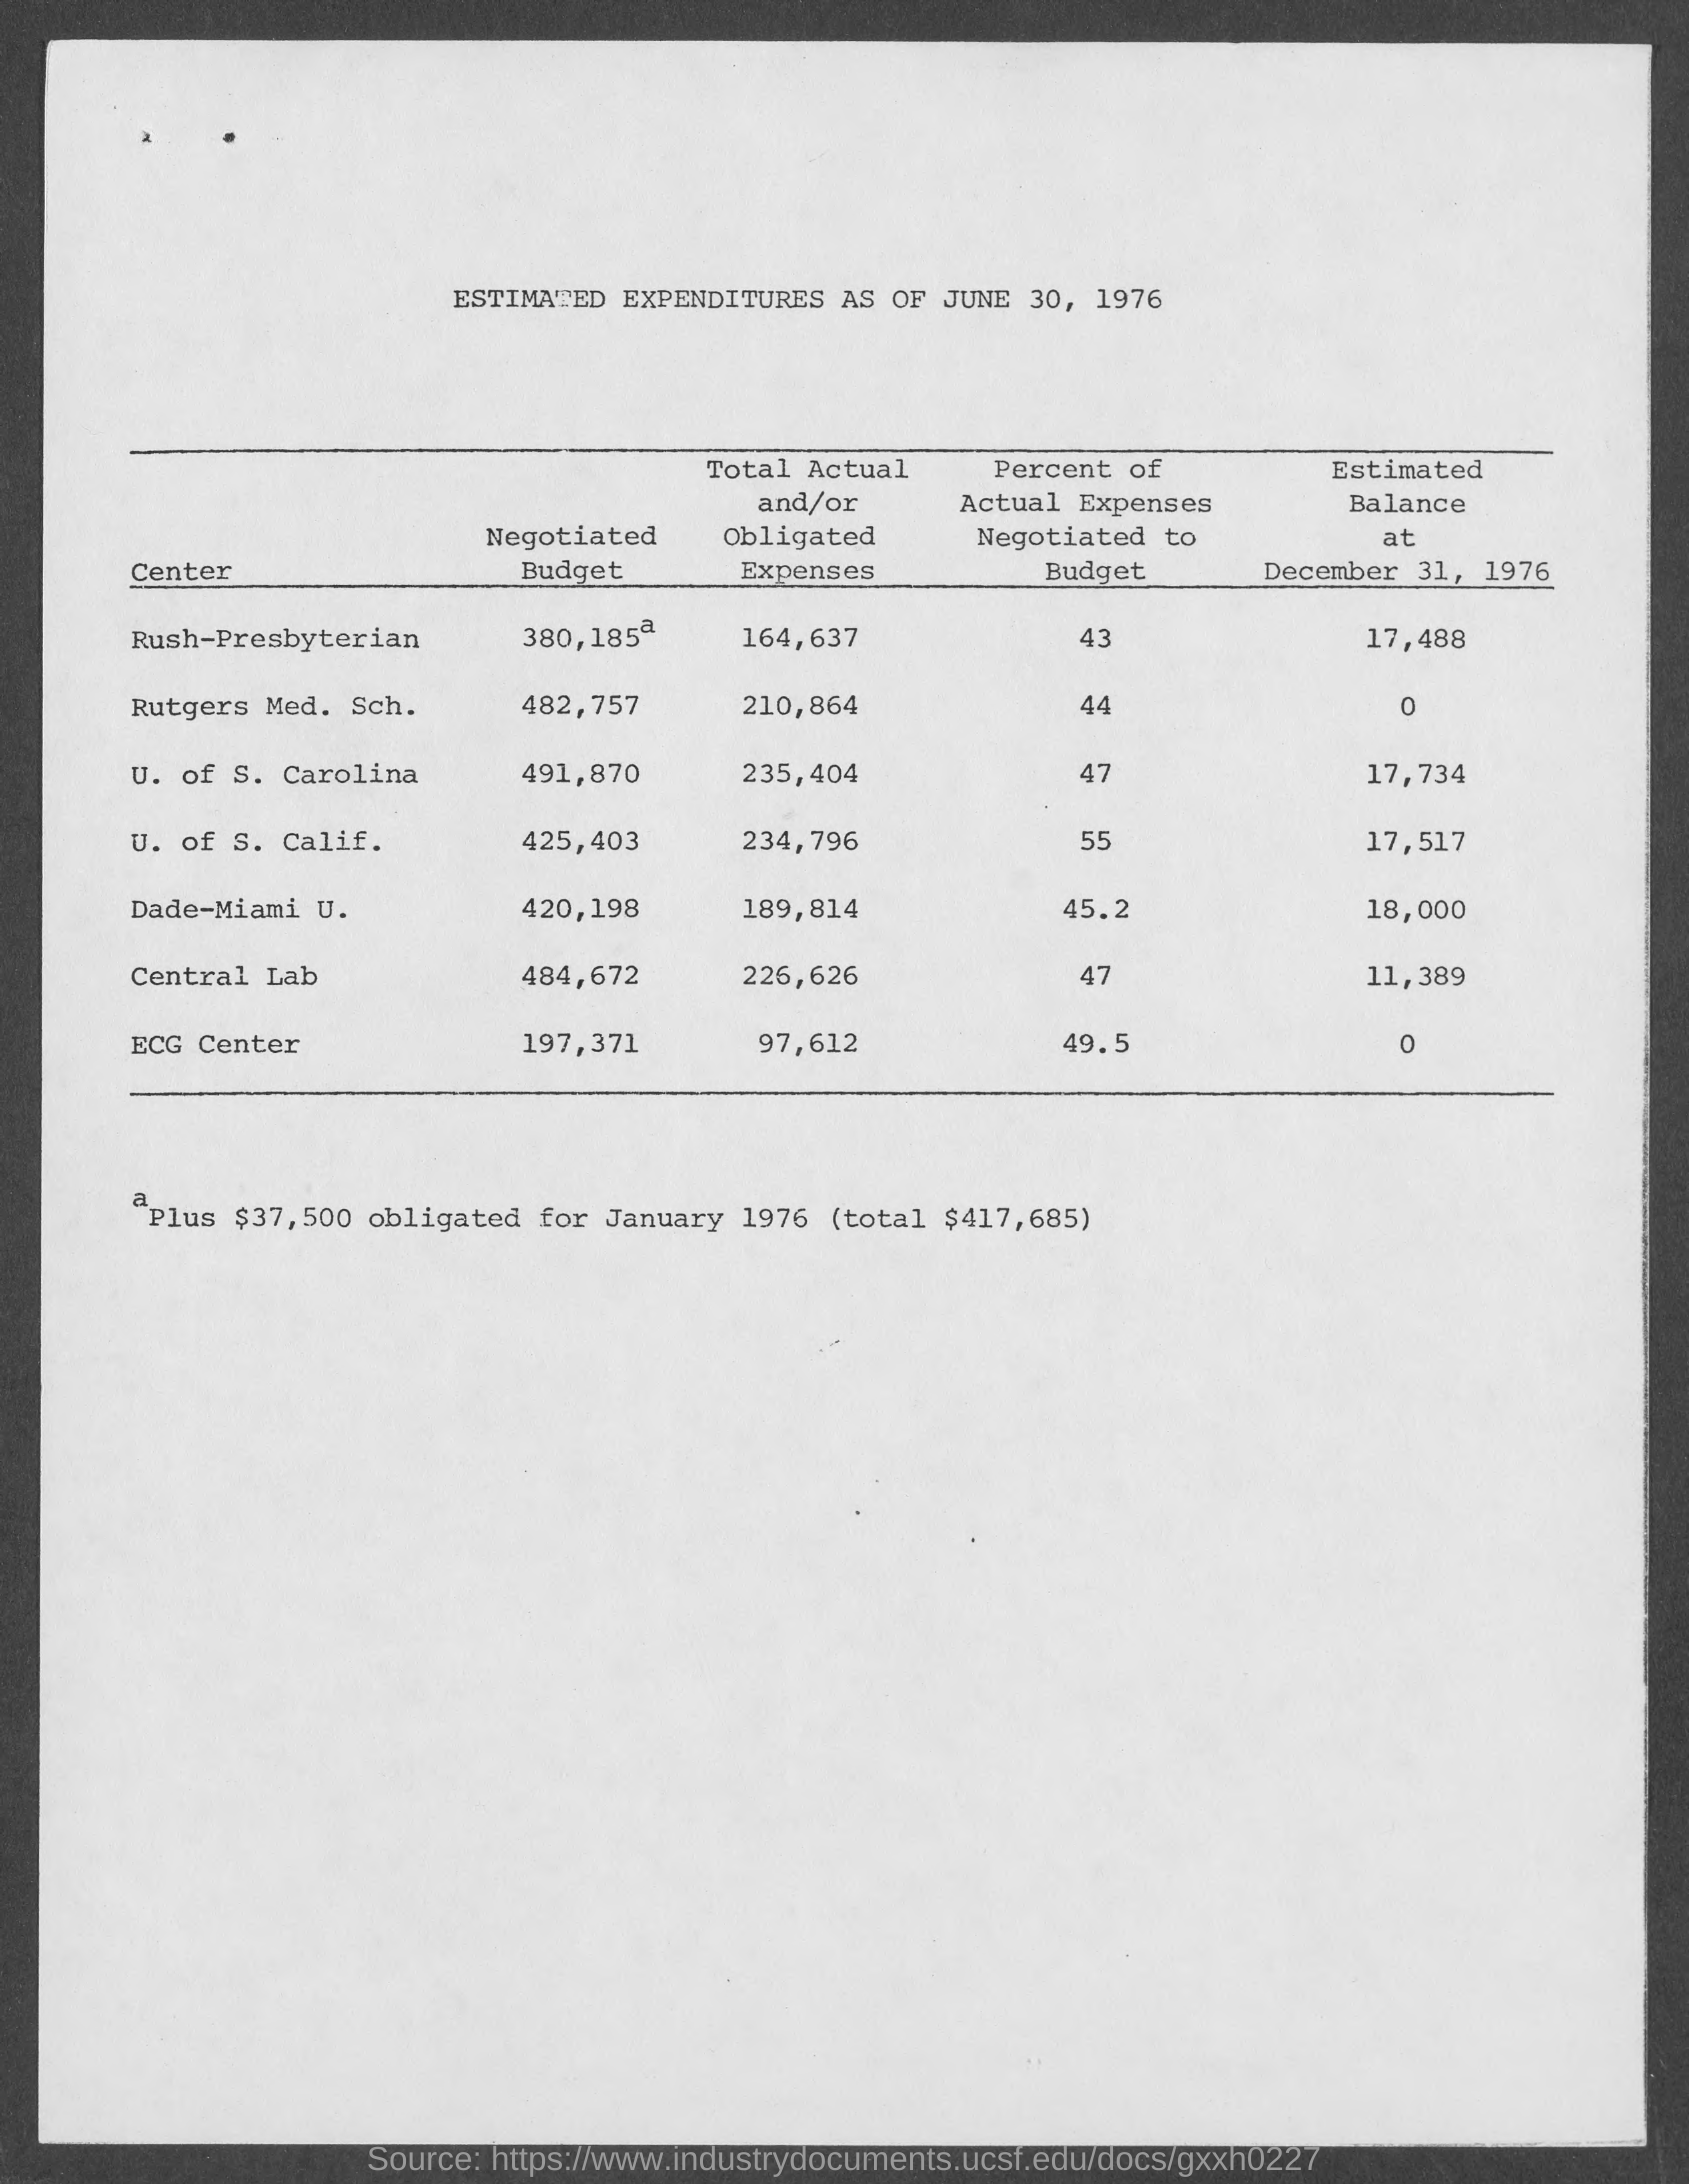 ESTIMATED EXPENDITURES AS OF JUNE 30, 1976
Center | Negotiated Budget | Total Actual and/or Obligated Expenses | Percent of Actual Expenses Negotiated to Budget | Estimated Balance at December 31, 1976
Rush-Presbyterian 380,185a 164,637 43 17,488
Rutgers Med. Sch. 482,757 210,864 44 0
U. of S. Carolina 491,870 235,404 47 17,734
U. of S. Calif. 425,403 234,796 55 17,517
Dade-Miami U. 420,198 189,814 45.2 18,000
Central Lab 484,672 226,626 47 11,389
ECG Center 197,371 97,612 49.5 0
aPlus $37,500 obligated for January 1976 (total $417,685)
Source: https://www.industrydocuments.ucsf.edu/docs/gxxh0227